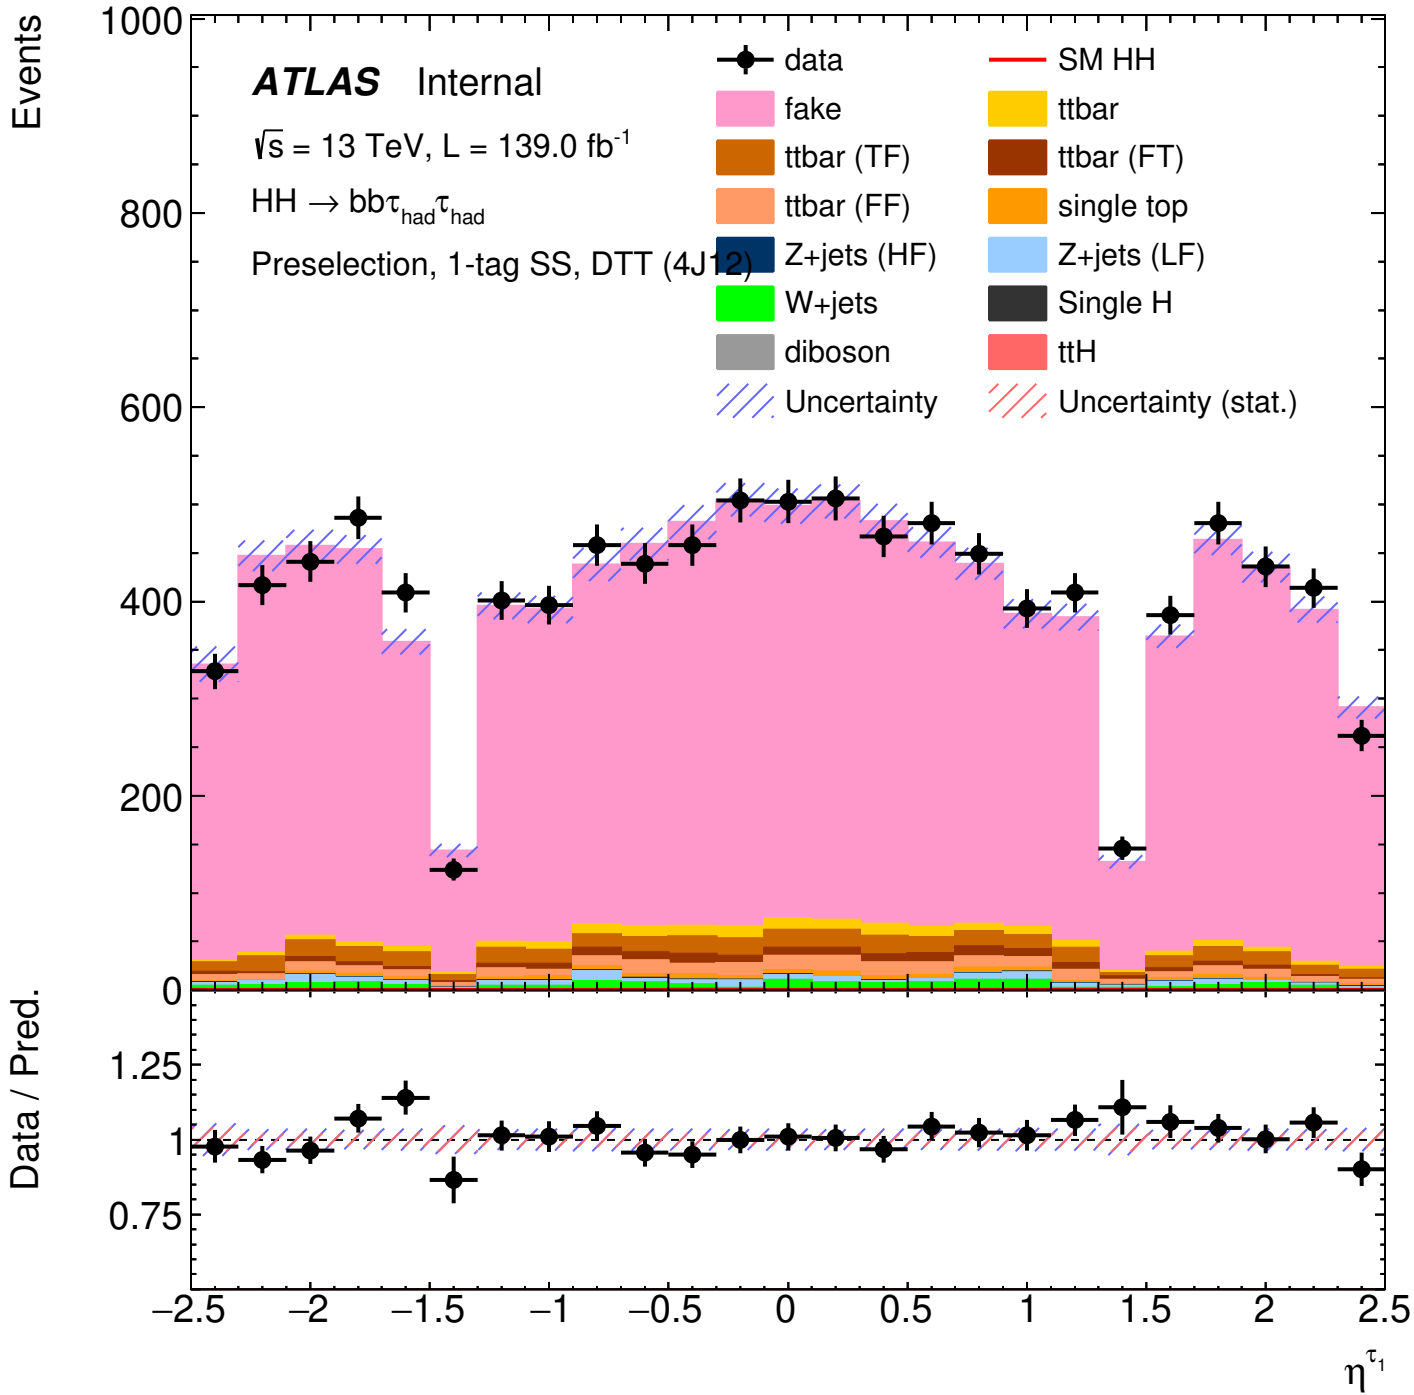 Events
1000
800
600
400
200
0
ATLAS Internal
√s = 13 TeV, L = 139.0 fb⁻¹
HH → bbτ_had τ_had
Preselection, 1-tag SS, DTT (4J12)
data
SM HH
fake
ttbar
ttbar (TF)
ttbar (FT)
ttbar (FF)
single top
Z+jets (HF)
Z+jets (LF)
W+jets
Single H
diboson
ttH
Uncertainty
Uncertainty (stat.)
Data / Pred.
1.25
1
0.75
−2.5 −2 −1.5 −1 −0.5 0 0.5 1 1.5 2 2.5
η^τ₁